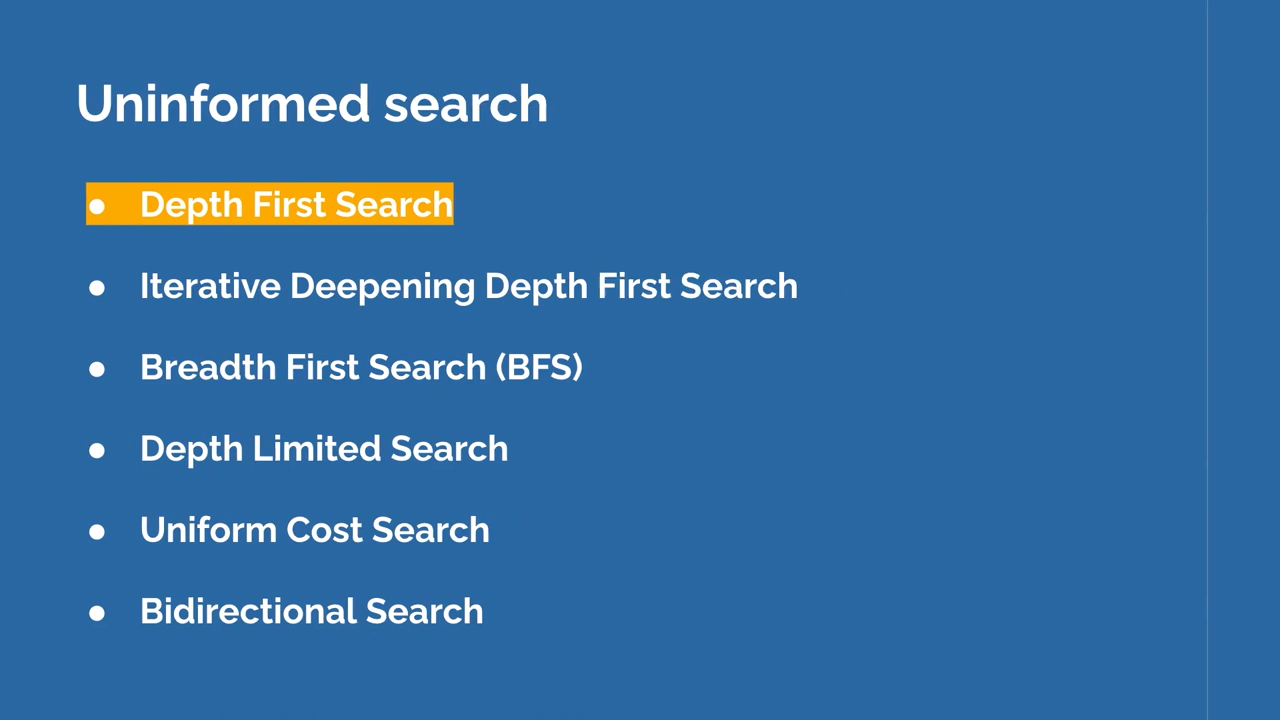 Uninformed search
● Depth First Search
● Iterative Deepening Depth First Search
● Breadth First Search (BFS)
● Depth Limited Search
● Uniform Cost Search
● Bidirectional Search